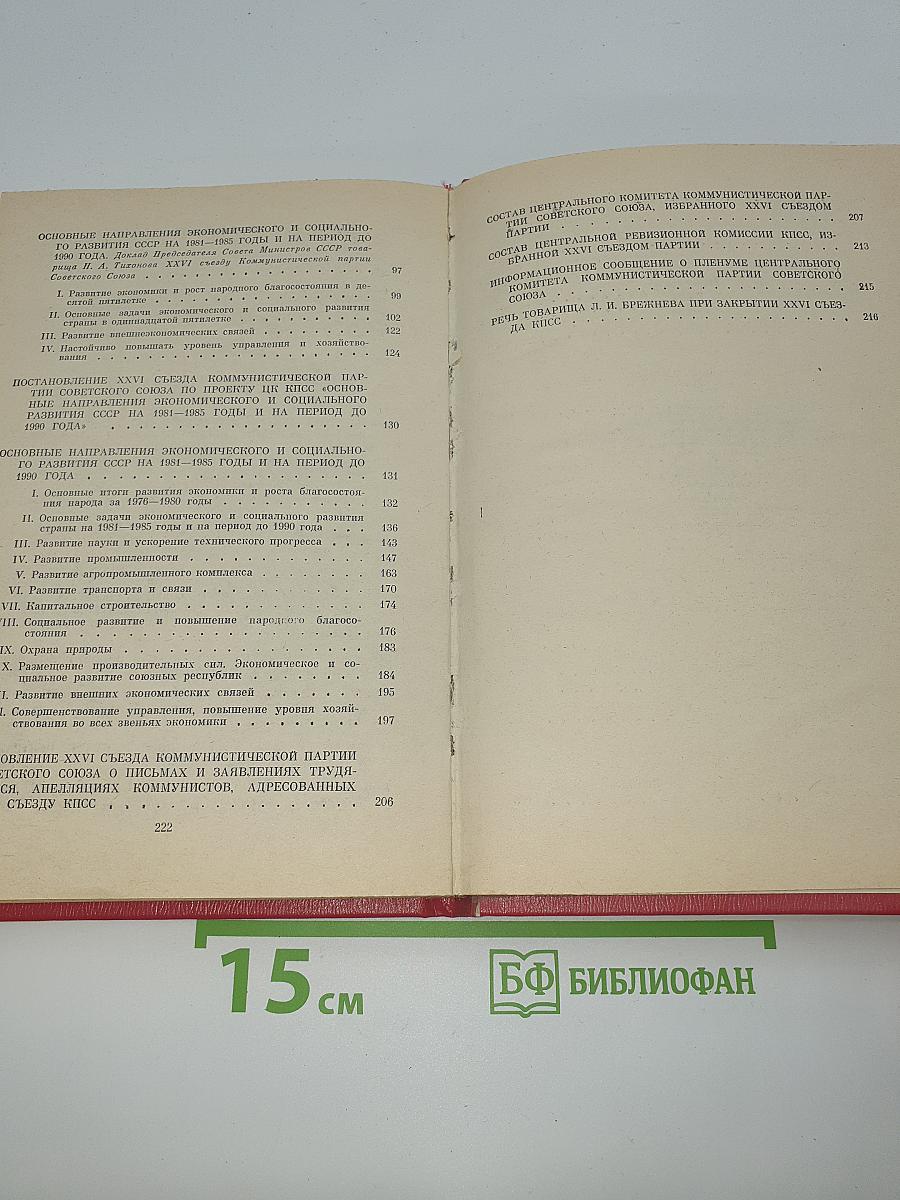 ОСНОВНЫЕ НАПРАВЛЕНИЯ ЭКОНОМИЧЕСКОГО И СОЦИАЛЬНО-
ГО РАЗВИТИЯ СССР НА 1981—1985 ГОДЫ И НА ПЕРИОД ДО
1990 ГОДА. Доклад Председателя Совета Министров СССР това-
рища Н. А. Тихонова XXVI съезду Коммунистической партии
Советского Союза . . . . . . . . . . . . . . . . . 97
I. Развитие экономики и рост народного благосостояния в де-
сятой пятилетке . . . . . . . . . . . . . . . . . 99
II. Основные задачи экономического и социального развития
страны в одиннадцатой пятилетке . . . . . . . . . . 102
III. Развитие внешнеэкономических связей . . . . . . . . 122
IV. Настойчиво повышать уровень управления и хозяйство-
вания . . . . . . . . . . . . . . . . . . . . 124
ПОСТАНОВЛЕНИЕ XXVI СЪЕЗДА КОММУНИСТИЧЕСКОЙ ПАР-
ТИИ СОВЕТСКОГО СОЮЗА ПО ПРОЕКТУ ЦК КПСС «ОСНОВ-
НЫЕ НАПРАВЛЕНИЯ ЭКОНОМИЧЕСКОГО И СОЦИАЛЬНОГО
РАЗВИТИЯ СССР НА 1981—1985 ГОДЫ И НА ПЕРИОД ДО
1990 ГОДА» . . . . . . . . . . . . . . . . . . . 130
ОСНОВНЫЕ НАПРАВЛЕНИЯ ЭКОНОМИЧЕСКОГО И СОЦИАЛЬНО-
ГО РАЗВИТИЯ СССР НА 1981—1985 ГОДЫ И НА ПЕРИОД ДО
1990 ГОДА . . . . . . . . . . . . . . . . . . . . 131
I. Основные итоги развития экономики и роста благосостоя-
ния народа за 1976—1980 годы . . . . . . . . . . . 132
II. Основные задачи экономического и социального развития
страны на 1981—1985 годы и на период до 1990 года . . . 136
III. Развитие науки и ускорение технического прогресса . . . 143
IV. Развитие промышленности . . . . . . . . . . . . . 147
V. Развитие агропромышленного комплекса . . . . . . . . 163
VI. Развитие транспорта и связи . . . . . . . . . . . . 170
VII. Капитальное строительство . . . . . . . . . . . . . 174
VIII. Социальное развитие и повышение народного благосо-
стояния . . . . . . . . . . . . . . . . . . . . 176
IX. Охрана природы . . . . . . . . . . . . . . . . . 183
X. Размещение производительных сил. Экономическое и со-
циальное развитие союзных республик . . . . . . . . 184
I. Развитие внешних экономических связей . . . . . . . 195
I. Совершенствование управления, повышение уровня хозяй-
ствования во всех звеньях экономики . . . . . . . . . 197
ОВЛЕНИЕ XXVI СЪЕЗДА КОММУНИСТИЧЕСКОЙ ПАРТИИ
ЕТСКОГО СОЮЗА О ПИСЬМАХ И ЗАЯВЛЕНИЯХ ТРУДЯ-
СЯ, АПЕЛЛЯЦИЯХ КОММУНИСТОВ, АДРЕСОВАННЫХ
СЪЕЗДУ КПСС . . . . . . . . . . . . . . . . . 206
222
СОСТАВ ЦЕНТРАЛЬНОГО КОМИТЕТА КОММУНИСТИЧЕСКОЙ ПАР-
ТИИ СОВЕТСКОГО СОЮЗА, ИЗБРАННОГО XXVI СЪЕЗДОМ
ПАРТИИ . . . . . . . . . . . . . . . . . . . . 207
СОСТАВ ЦЕНТРАЛЬНОЙ РЕВИЗИОННОЙ КОМИССИИ КПСС, ИЗ-
БРАННОЙ XXVI СЪЕЗДОМ ПАРТИИ . . . . . . . . . . 213
ИНФОРМАЦИОННОЕ СООБЩЕНИЕ О ПЛЕНУМЕ ЦЕНТРАЛЬНОГО
КОМИТЕТА КОММУНИСТИЧЕСКОЙ ПАРТИИ СОВЕТСКОГО
СОЮЗА . . . . . . . . . . . . . . . . . . . . 215
РЕЧЬ ТОВАРИЩА Л. И. БРЕЖНЕВА ПРИ ЗАКРЫТИИ XXVI СЪЕЗ-
ДА КПСС . . . . . . . . . . . . . . . . . . . 216
15 см
БФ БИБЛИОФАН